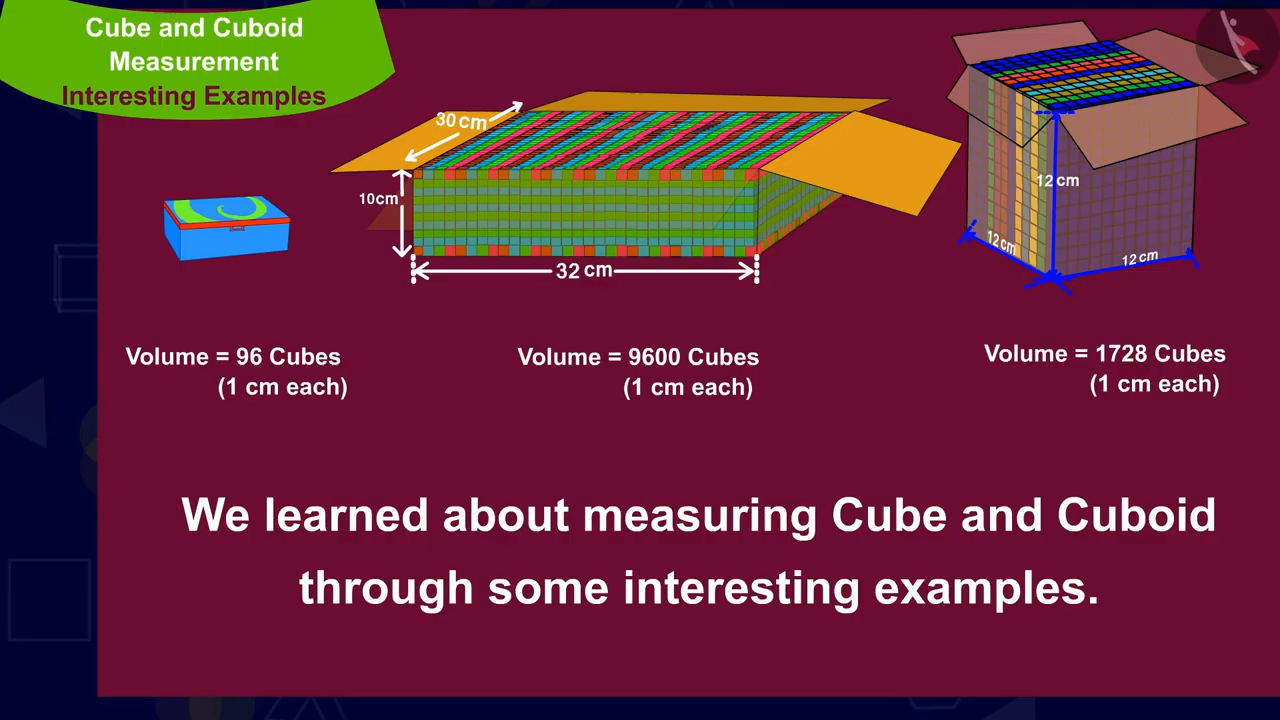 Cube and Cuboid
Measurement
Interesting Examples
30 cm
10cm
32 cm
12 cm
12 cm
12 cm
Volume = 96 Cubes
(1 cm each)
Volume = 9600 Cubes
(1 cm each)
Volume = 1728 Cubes
(1 cm each)
We learned about measuring Cube and Cuboid
through some interesting examples.